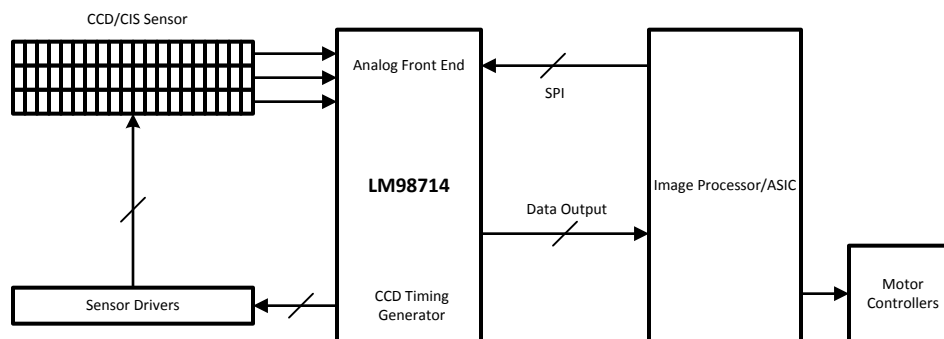 CCD/CIS Sensor
Analog Front End
SPI
LM98714
Image Processor/ASIC
Data Output
Sensor Drivers
CCD Timing
Generator
Motor
Controllers